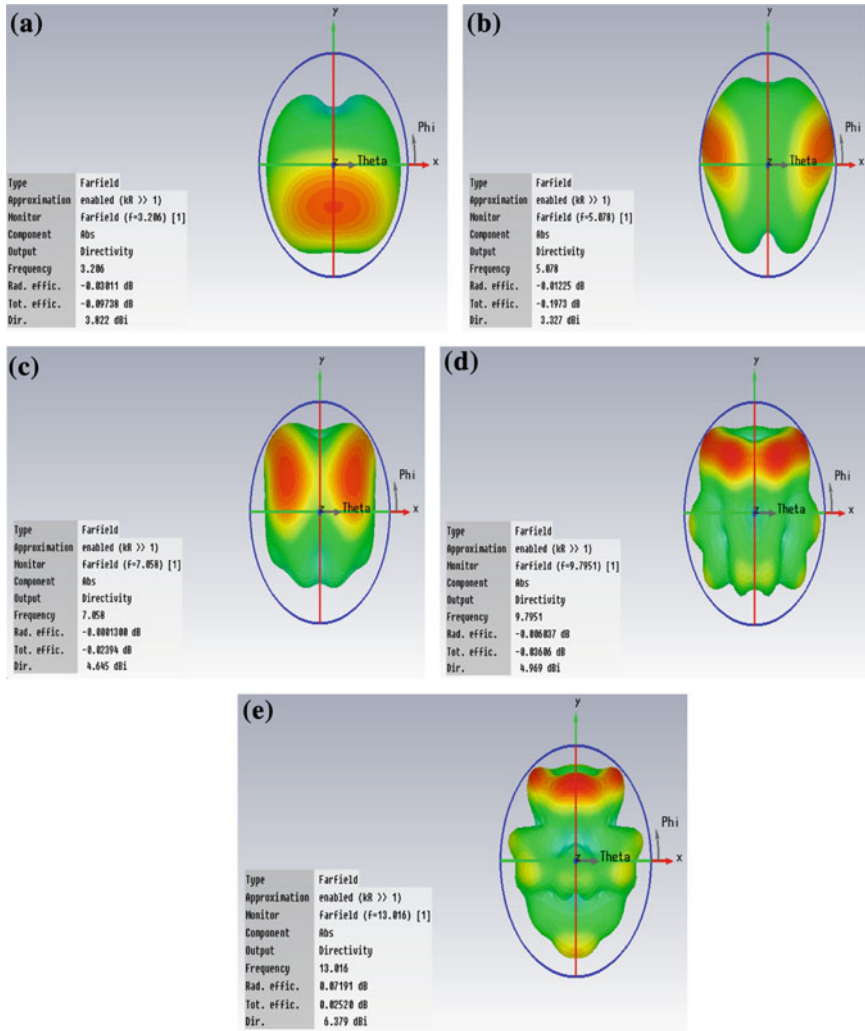 (a)
y
Phi
z Theta x
Type Farfield
Approximation enabled (kR >> 1)
Monitor farfield (f=3.206) [1]
Component Abs
Output Directivity
Frequency 3.206
Rad. effic. -0.03011 dB
Tot. effic. -0.09738 dB
Dir. 3.822 dBi
(b)
y
Phi
z Theta x
Type Farfield
Approximation enabled (kR >> 1)
Monitor farfield (f=5.078) [1]
Component Abs
Output Directivity
Frequency 5.078
Rad. effic. -0.01225 dB
Tot. effic. -0.1973 dB
Dir. 3.327 dBi
(c)
y
Phi
z Theta x
Type Farfield
Approximation enabled (kR >> 1)
Monitor farfield (f=7.058) [1]
Component Abs
Output Directivity
Frequency 7.058
Rad. effic. -0.0001300 dB
Tot. effic. -0.02394 dB
Dir. 4.645 dBi
(d)
y
Phi
z Theta x
Type Farfield
Approximation enabled (kR >> 1)
Monitor farfield (f=9.7951) [1]
Component Abs
Output Directivity
Frequency 9.7951
Rad. effic. -0.006037 dB
Tot. effic. -0.03606 dB
Dir. 4.969 dBi
(e)
y
Phi
z Theta x
Type Farfield
Approximation enabled (kR >> 1)
Monitor farfield (f=13.016) [1]
Component Abs
Output Directivity
Frequency 13.016
Rad. effic. 0.07191 dB
Tot. effic. 0.02520 dB
Dir. 6.379 dBi